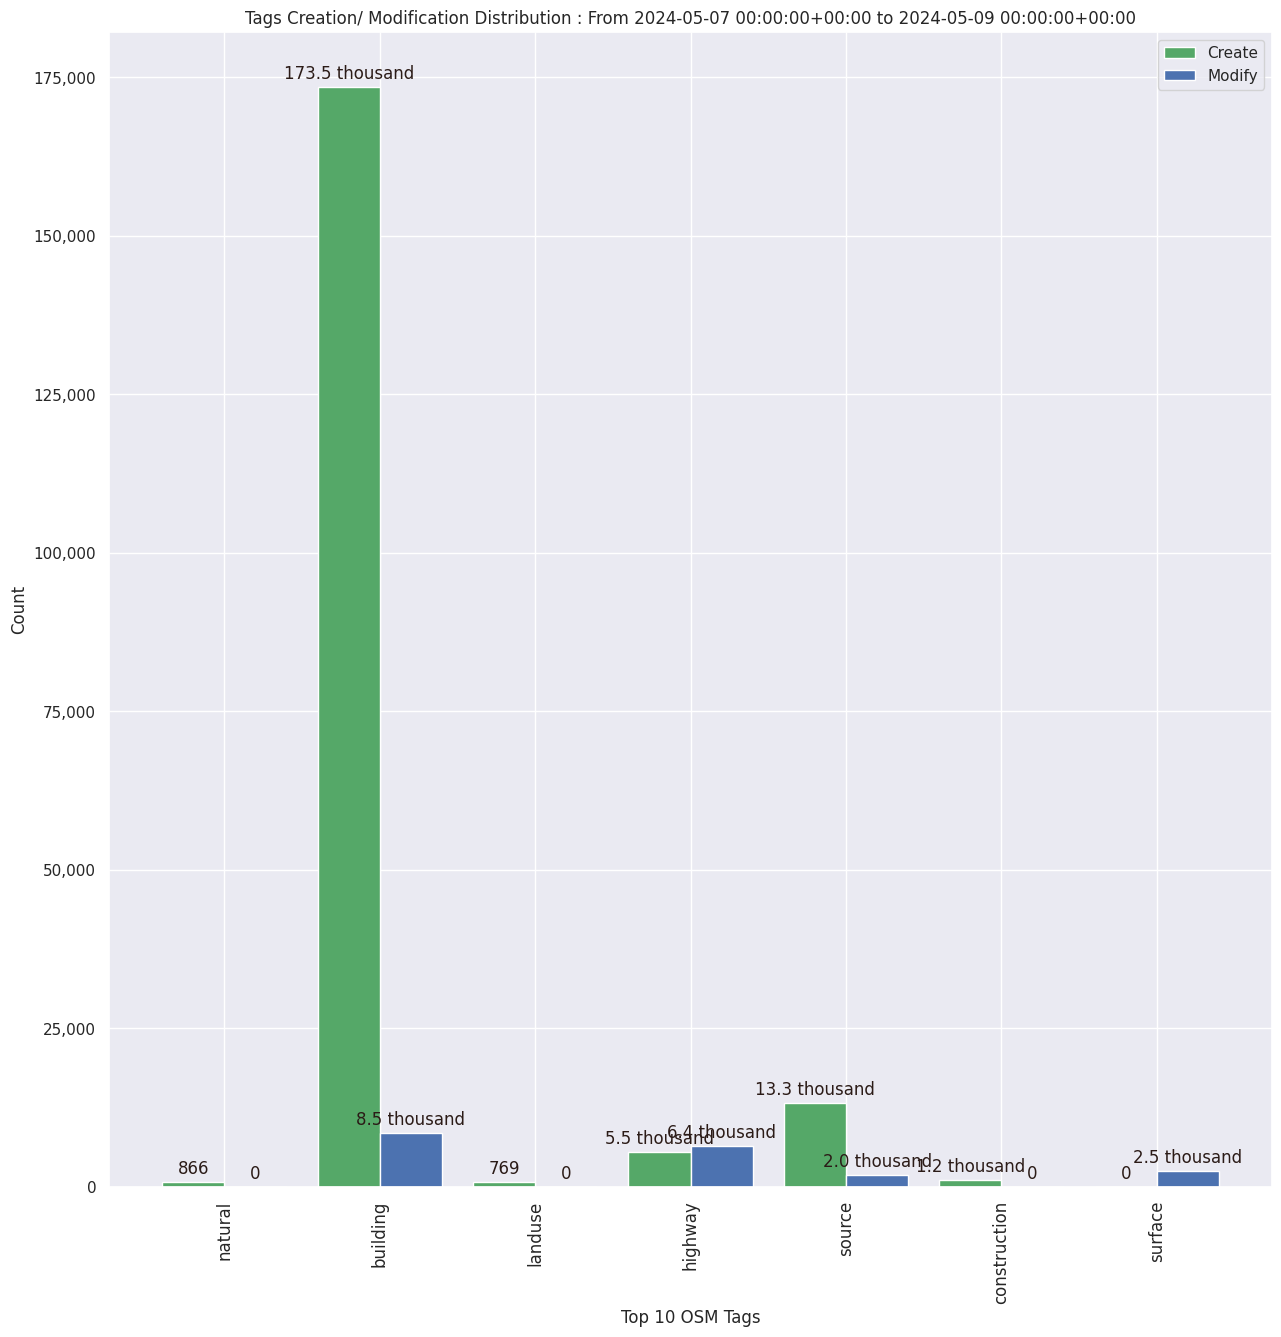 Tags Creation/ Modification Distribution : From 2024-05-07 00:00:00+00:00 to 2024-05-09 00:00:00+00:00
Create
Modify
175,000
150,000
125,000
100,000
75,000
50,000
25,000
0
Count
866
0
173.5 thousand
8.5 thousand
769
0
5.5 thousand
6.4 thousand
13.3 thousand
2.0 thousand
1.2 thousand
0
0
2.5 thousand
natural
building
landuse
highway
source
construction
surface
Top 10 OSM Tags